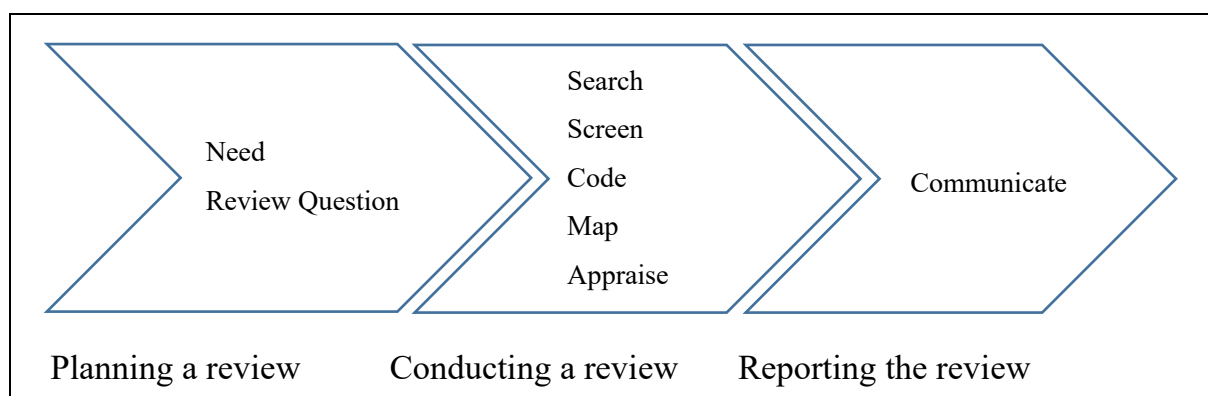 Need
Review Question
Search
Screen
Code
Map
Appraise
Communicate
Planning a review
Conducting a review
Reporting the review